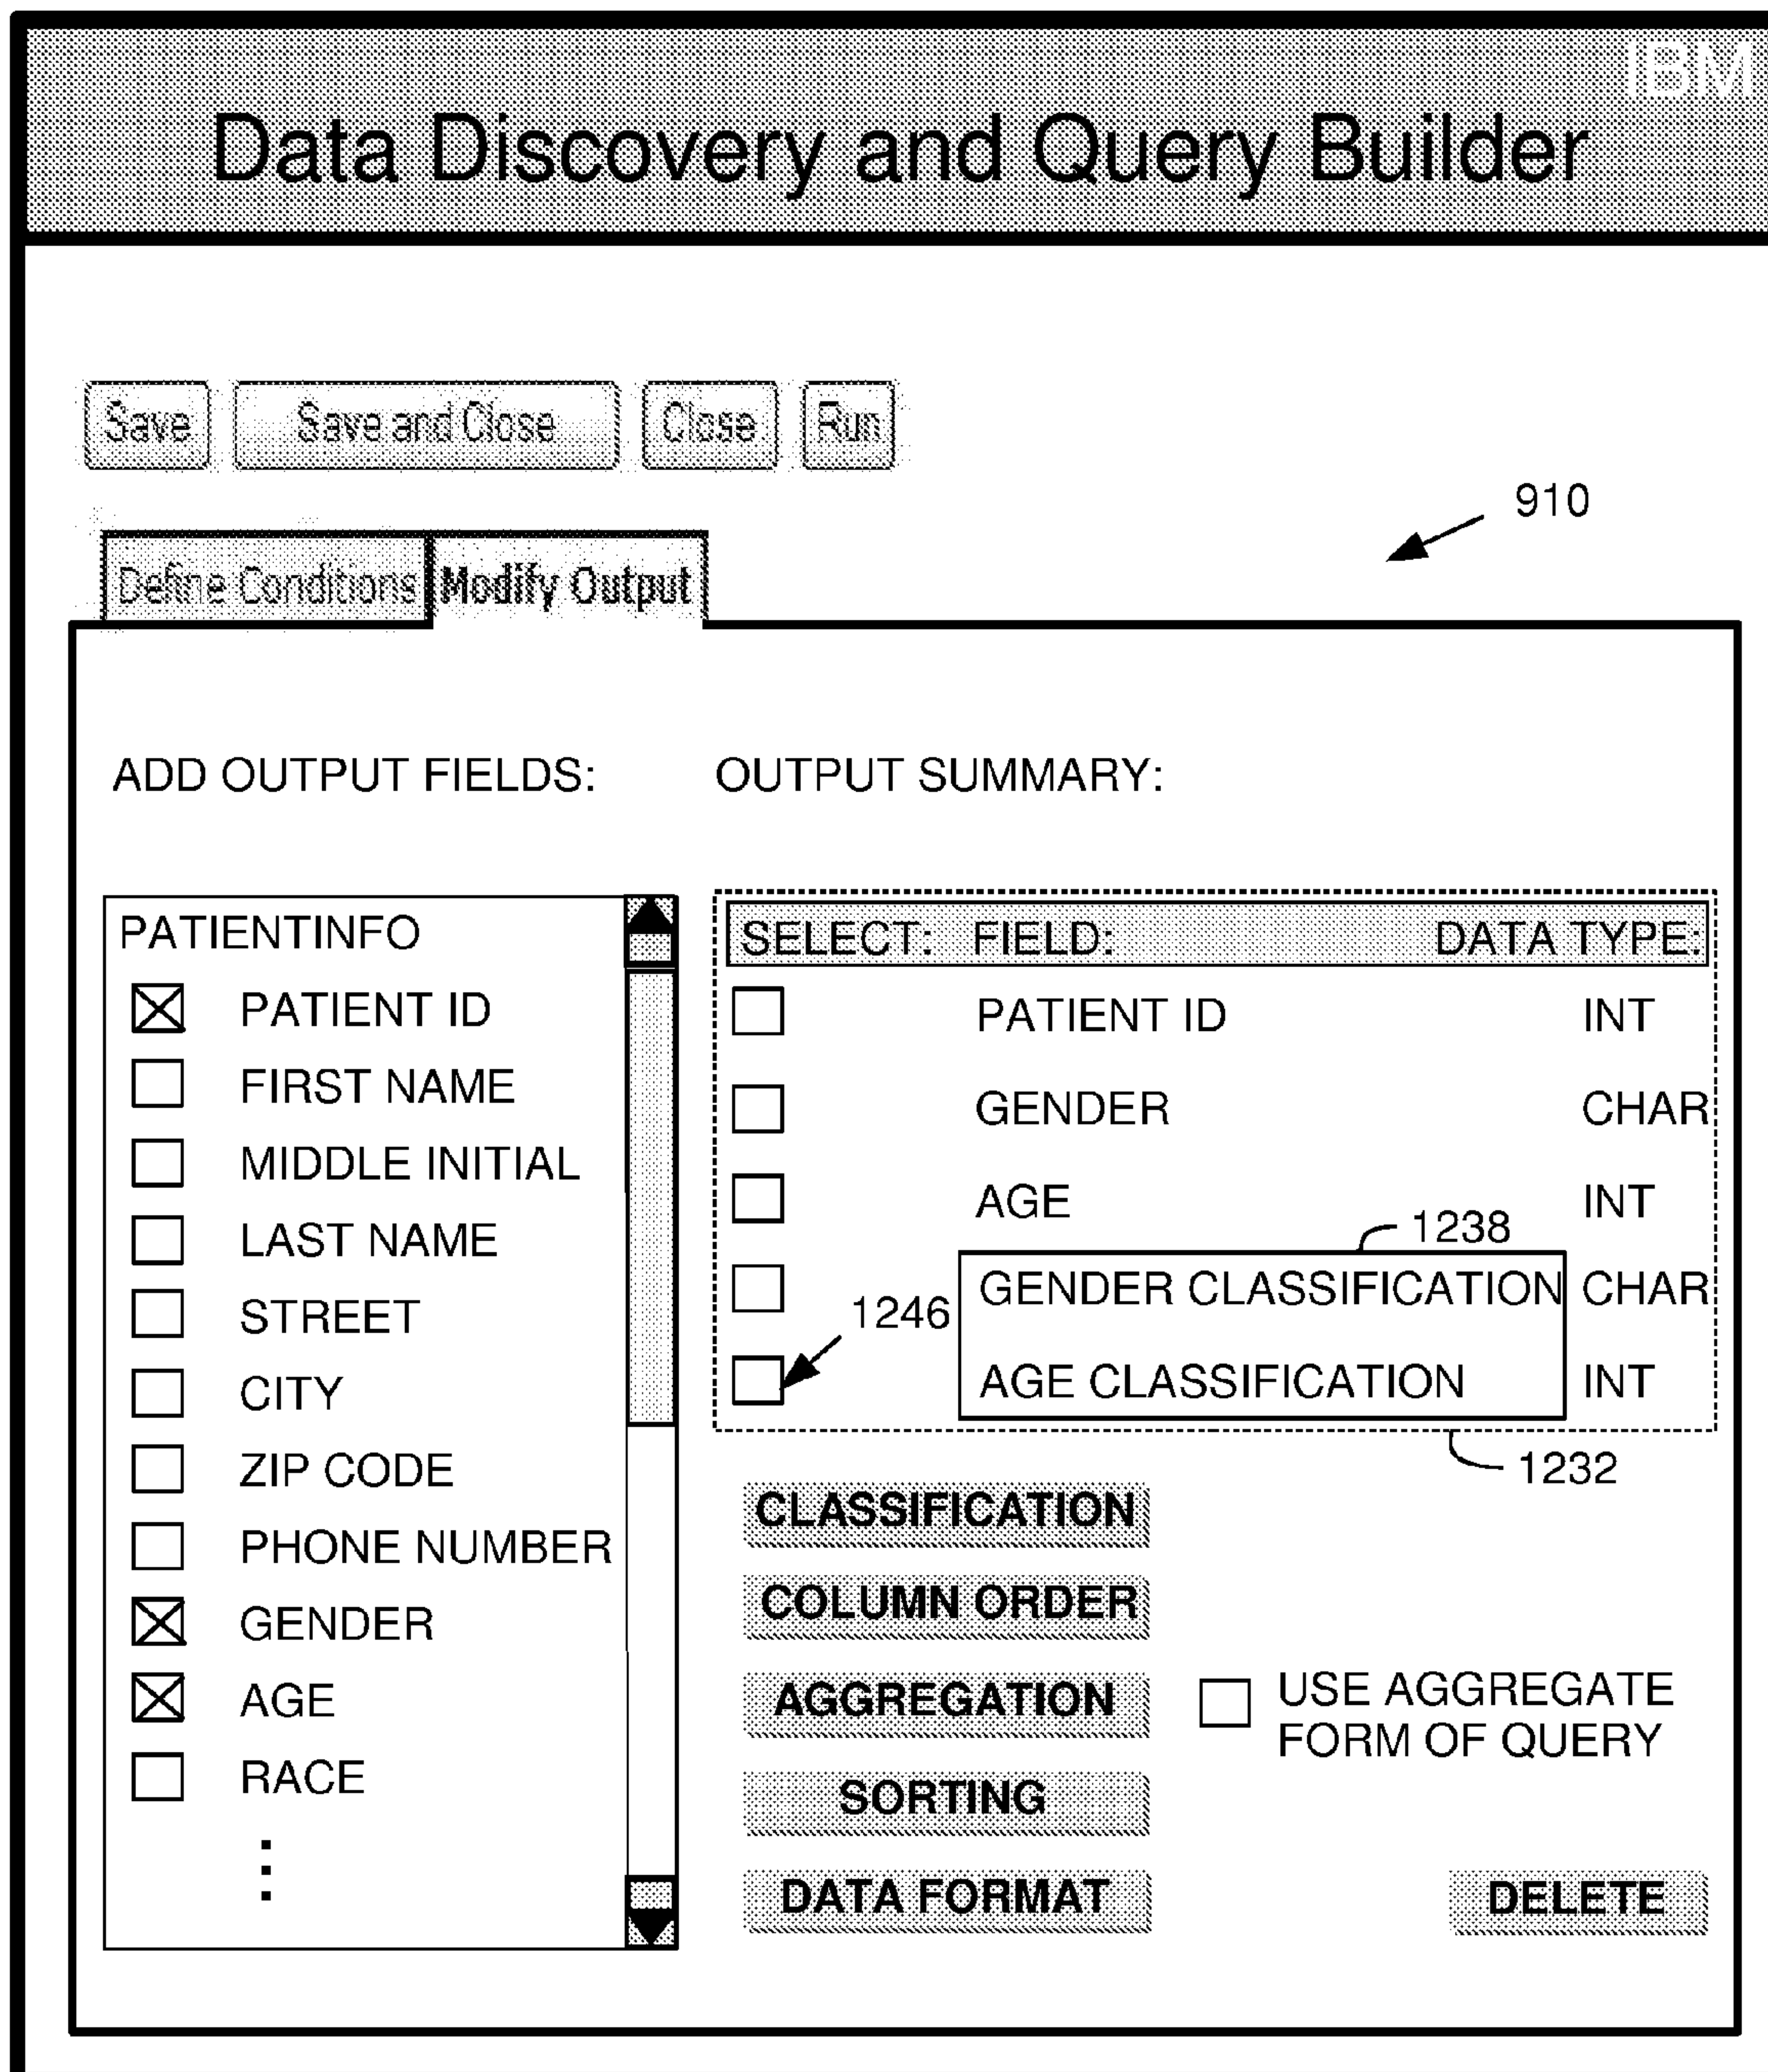 IBM
Data Discovery and Query Builder
Save Save and Close Close Run
910
Define Conditions Modify Output
ADD OUTPUT FIELDS:
PATIENTINFO
PATIENT ID
FIRST NAME
MIDDLE INITIAL
LAST NAME
STREET
CITY
ZIP CODE
PHONE NUMBER
GENDER
AGE
RACE
OUTPUT SUMMARY:
SELECT: FIELD: DATA TYPE:
PATIENT ID INT
GENDER CHAR
AGE INT
1238
GENDER CLASSIFICATION CHAR
1246
AGE CLASSIFICATION INT
1232
CLASSIFICATION
COLUMN ORDER
AGGREGATION
USE AGGREGATE
FORM OF QUERY
SORTING
DATA FORMAT
DELETE